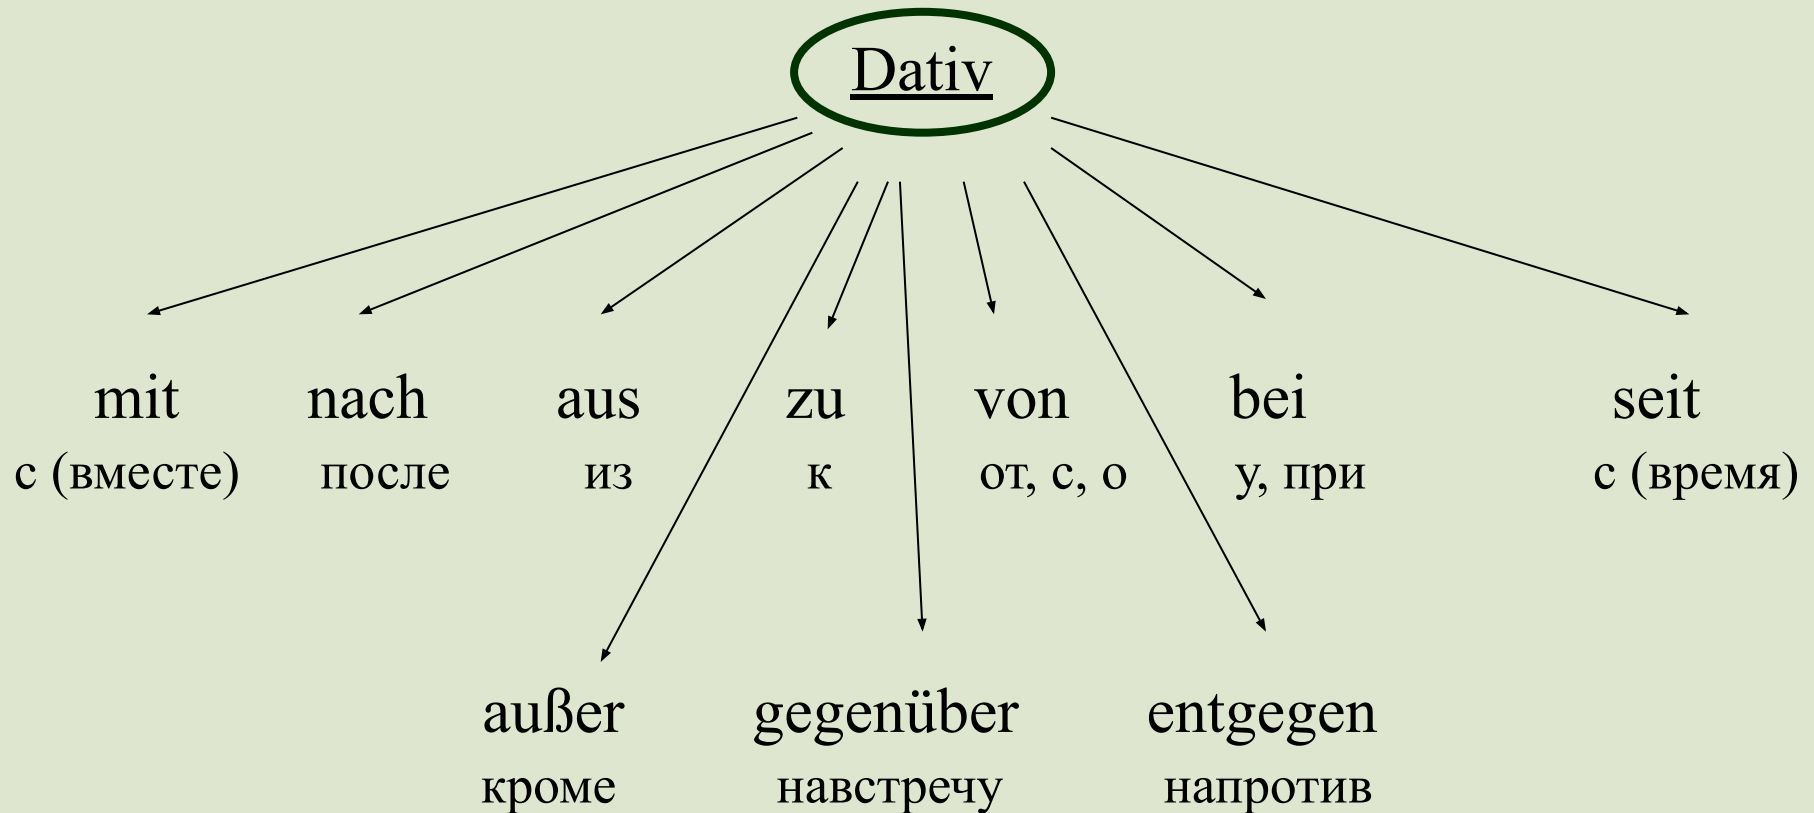 Dativ
mit nach aus zu von bei seit
с (вместе) после из к от, с, о у, при с (время)
außer gegenüber entgegen
кроме навстречу напротив